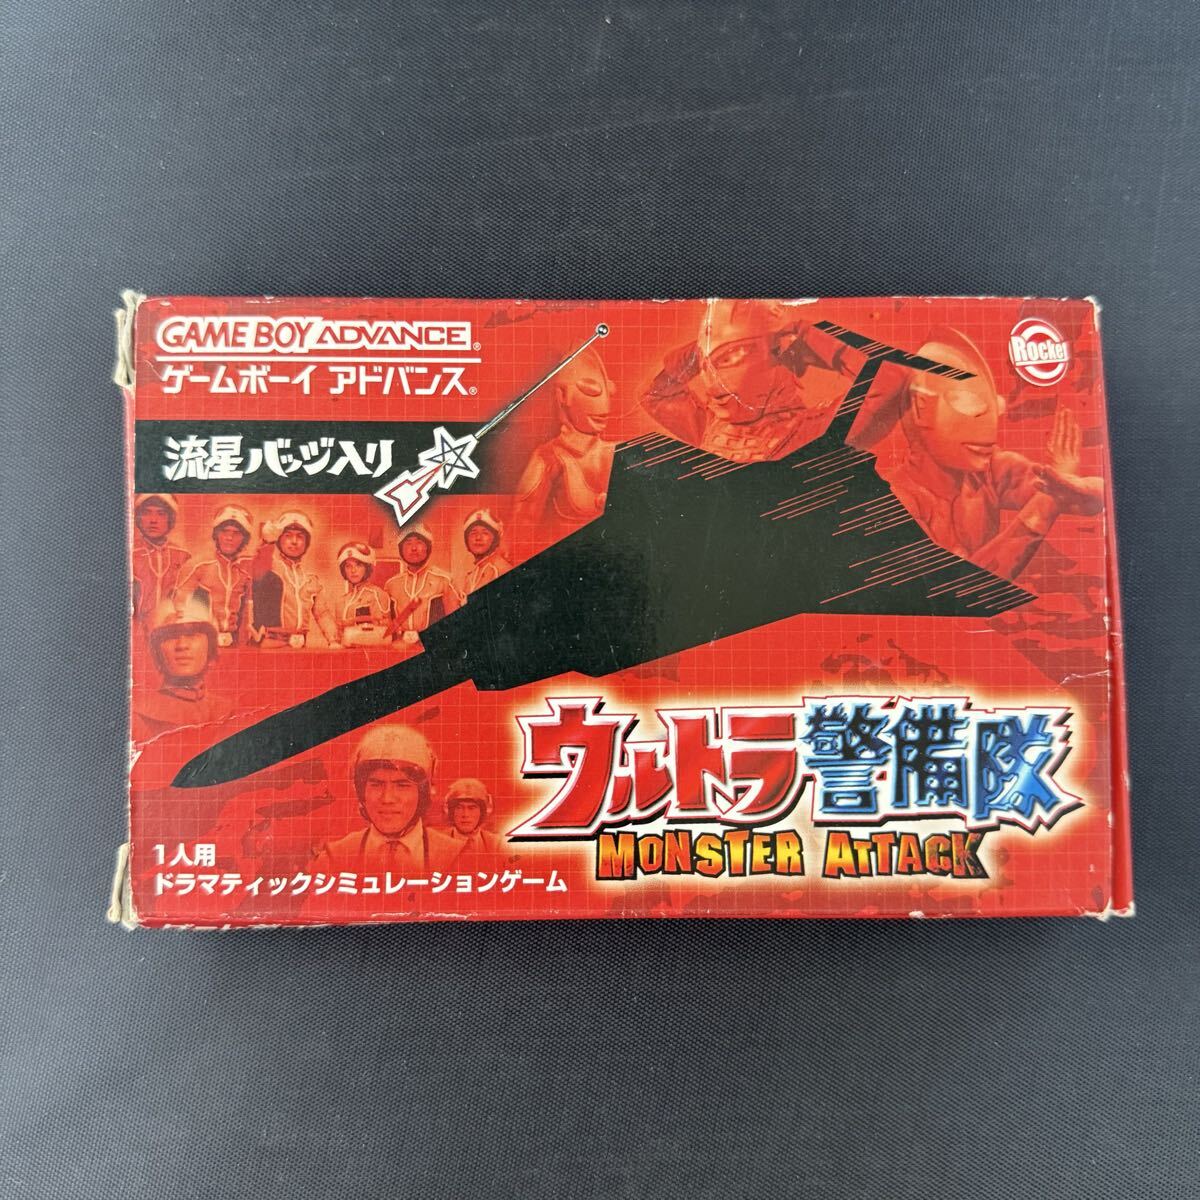 GAME BOY ADVANCE®
ゲームボーイ アドバンス®
流星バッヂ入り
Rocket
ウルトラ警備隊
MONSTER ATTACK
1人用
ドラマティックシミュレーションゲーム